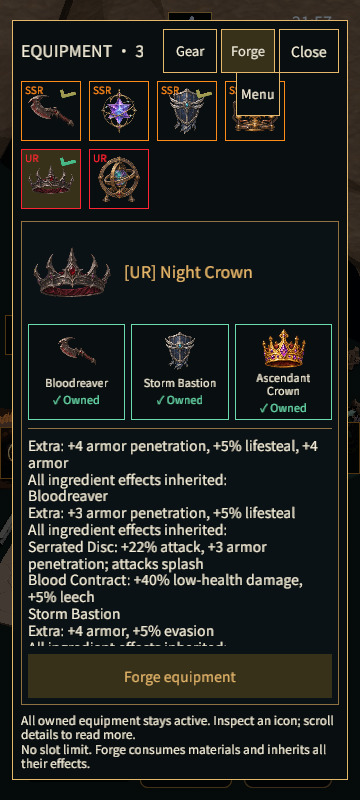 EQUIPMENT · 3
Gear
Forge
Close
Menu
SSR
SSR
SSR
UR
UR
[UR] Night Crown
Bloodreaver
✓Owned
Storm Bastion
✓Owned
Ascendant
Crown
✓Owned
Extra: +4 armor penetration, +5% lifesteal, +4
armor
All ingredient effects inherited:
Bloodreaver
Extra: +3 armor penetration, +5% lifesteal
All ingredient effects inherited:
Serrated Disc: +22% attack, +3 armor
penetration; attacks splash
Blood Contract: +40% low-health damage,
+5% leech
Storm Bastion
Extra: +4 armor, +5% evasion
All ingredient effects inherited:
Forge equipment
All owned equipment stays active. Inspect an icon; scroll
details to read more.
No slot limit. Forge consumes materials and inherits all
their effects.